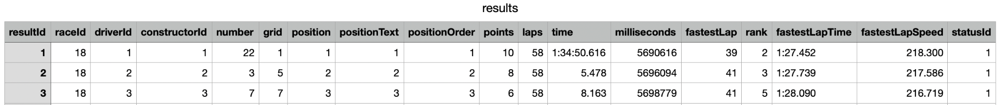 results
resultId raceId driverId constructorId number grid position positionText positionOrder points laps time milliseconds fastestLap rank fastestLapTime fastestLapSpeed statusId
1 18 1 1 22 1 1 1 1 10 58 1:34:50.616 5690616 39 2 1:27.452 218.300 1
2 18 2 2 3 5 2 2 2 8 58 5.478 5696094 41 3 1:27.739 217.586 1
3 18 3 3 7 7 3 3 3 6 58 8.163 5698779 41 5 1:28.090 216.719 1